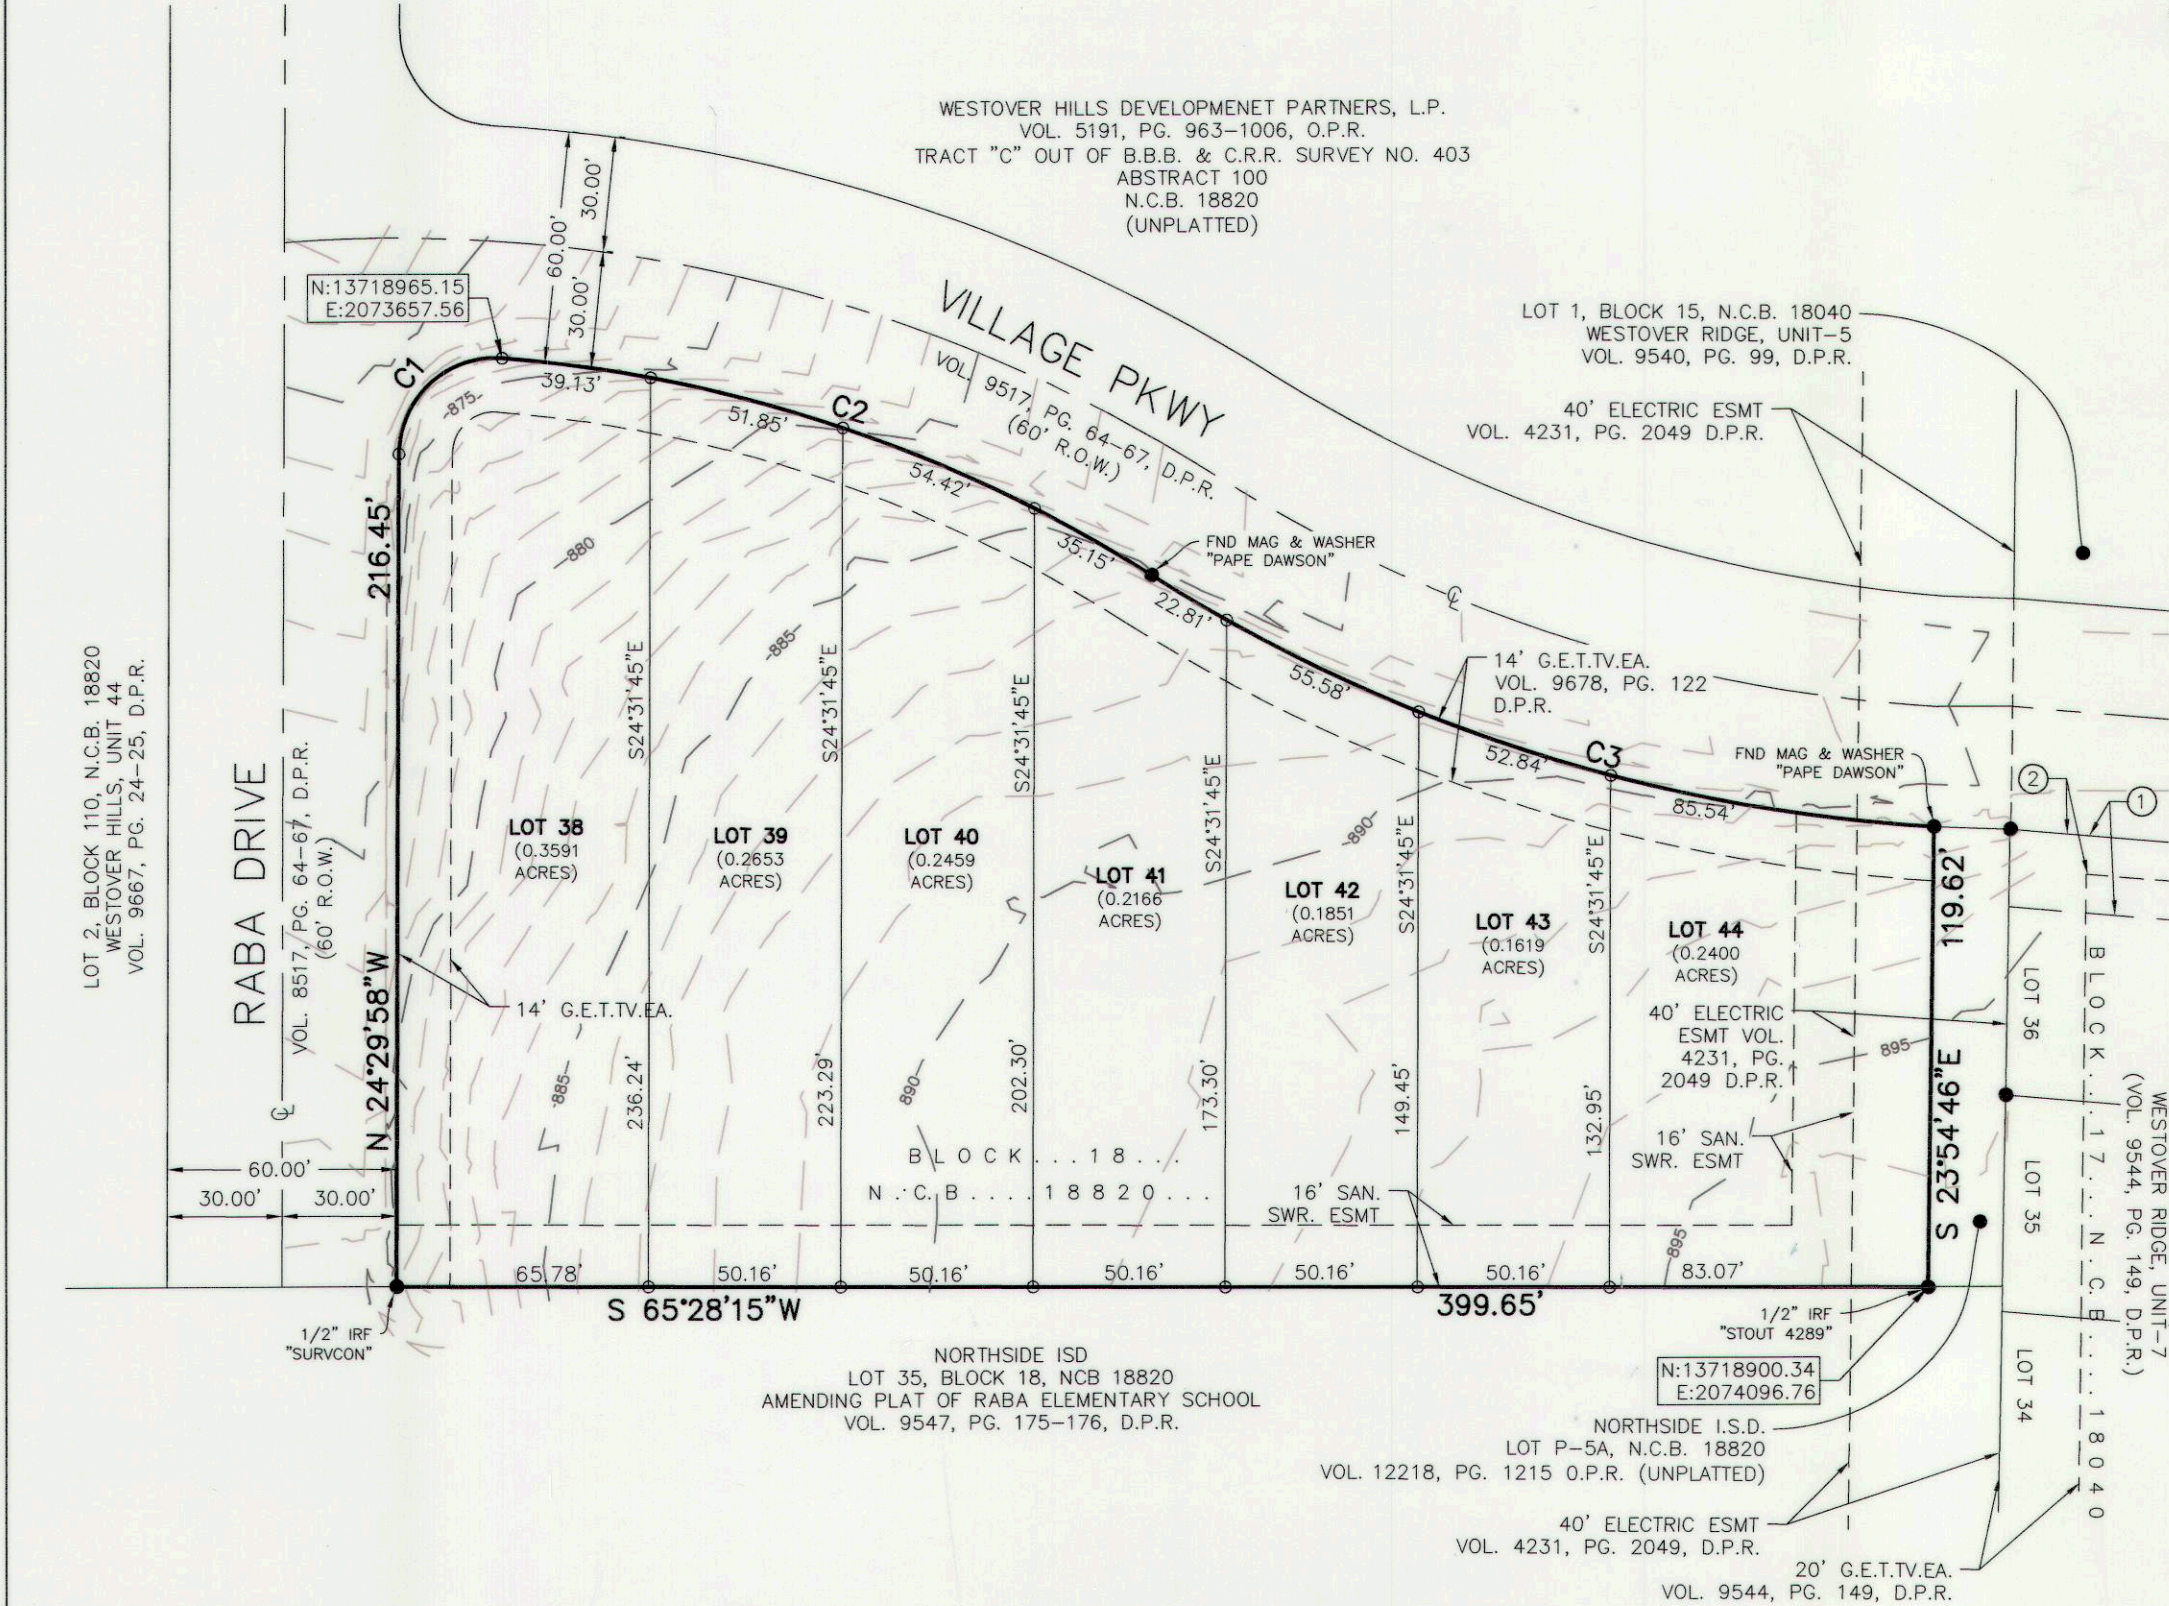 WESTOVER HILLS DEVELOPMENET PARTNERS, L.P.
VOL. 5191, PG. 963-1006, O.P.R.
TRACT "C" OUT OF B.B.B. & C.R.R. SURVEY NO. 403
ABSTRACT 100
N.C.B. 18820
(UNPLATTED)
30.00'
60.00'
30.00'
N:13718965.15
E:2073657.56
VILLAGE PKWY
VOL. 9517, PG. 64-67, D.P.R.
(60' R.O.W.)
LOT 1, BLOCK 15, N.C.B. 18040
WESTOVER RIDGE, UNIT-5
VOL. 9540, PG. 99, D.P.R.
40' ELECTRIC ESMT
VOL. 4231, PG. 2049 D.P.R.
C1
-875-
39.13'
51.85'
C2
54.42'
35.15'
FND MAG & WASHER
"PAPE DAWSON"
22.81'
55.58'
℄
14' G.E.T.TV.EA.
VOL. 9678, PG. 122
D.P.R.
52.84'
C3
85.54'
FND MAG & WASHER
"PAPE DAWSON"
2
1
216.45'
N 24°29'58"W
-880
-885-
-890-
S24°31'45"E
S24°31'45"E
S24°31'45"E
S24°31'45"E
S24°31'45"E
S24°31'45"E
LOT 2, BLOCK 110, N.C.B. 18820
WESTOVER HILLS, UNIT 44
VOL. 9667, PG. 24-25, D.P.R.
RABA DRIVE
VOL. 8517, PG. 64-67, D.P.R.
(60' R.O.W.)
℄
LOT 38
(0.3591
ACRES)
LOT 39
(0.2653
ACRES)
LOT 40
(0.2459
ACRES)
LOT 41
(0.2166
ACRES)
LOT 42
(0.1851
ACRES)
LOT 43
(0.1619
ACRES)
LOT 44
(0.2400
ACRES)
119.62'
S 23°54'46"E
14' G.E.T.TV.EA.
40' ELECTRIC
ESMT VOL.
4231, PG.
2049 D.P.R.
895-
-885-
890-
236.24'
223.29'
202.30'
173.30'
149.45'
132.95'
BLOCK...18...
N.C.B....18820...
16' SAN.
SWR. ESMT
16' SAN.
SWR. ESMT
895
60.00'
30.00'
30.00'
65.78'
50.16'
50.16'
50.16'
50.16'
50.16'
83.07'
S 65°28'15"W
399.65'
1/2" IRF
"SURVCON"
1/2" IRF
"STOUT 4289"
N:13718900.34
E:2074096.76
NORTHSIDE ISD
LOT 35, BLOCK 18, NCB 18820
AMENDING PLAT OF RABA ELEMENTARY SCHOOL
VOL. 9547, PG. 175-176, D.P.R.
NORTHSIDE I.S.D.
LOT P-5A, N.C.B. 18820
VOL. 12218, PG. 1215 O.P.R. (UNPLATTED)
40' ELECTRIC ESMT
VOL. 4231, PG. 2049, D.P.R.
20' G.E.T.TV.EA.
VOL. 9544, PG. 149, D.P.R.
LOT 36
LOT 35
LOT 34
BLOCK...17...N.C.B....18040
WESTOVER RIDGE, UNIT-7
(VOL. 9544, PG. 149, D.P.R.)